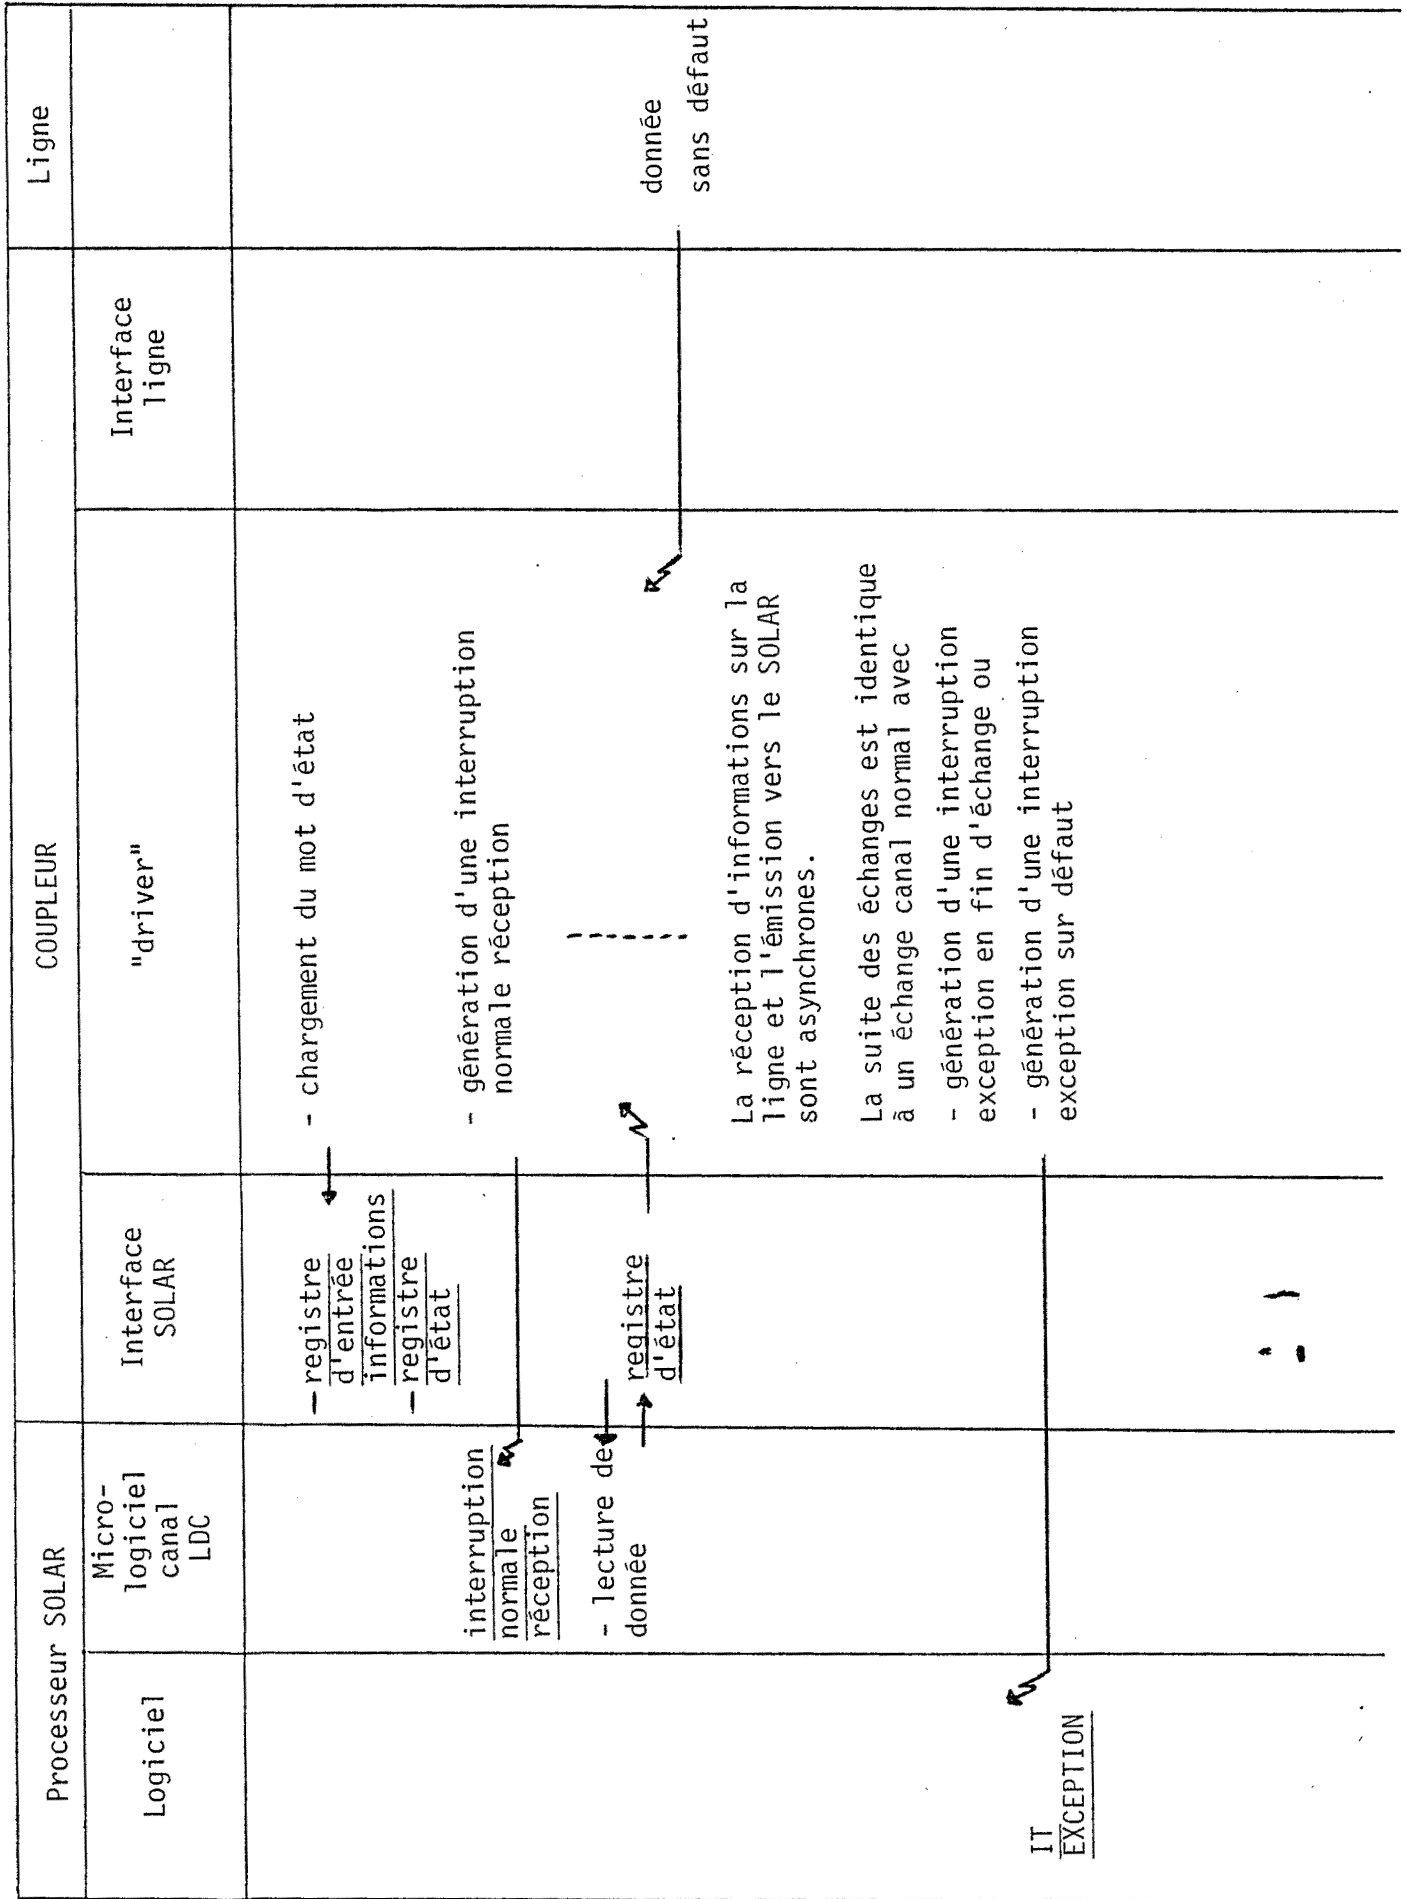 Processeur SOLAR
COUPLEUR
Ligne
Logiciel
Micro-
logiciel
canal
LDC
Interface
SOLAR
"driver"
Interface
ligne
- registre
d'entrée
informations
- registre
d'état
- chargement du mot d'état
interruption
normale
réception
- génération d'une interruption
normale réception
- lecture de
donnée
registre
d'état
donnée
sans défaut
La réception d'informations sur la
ligne et l'émission vers le SOLAR
sont asynchrones.
La suite des échanges est identique
à un échange canal normal avec
- génération d'une interruption
exception en fin d'échange ou
- génération d'une interruption
exception sur défaut
IT
EXCEPTION